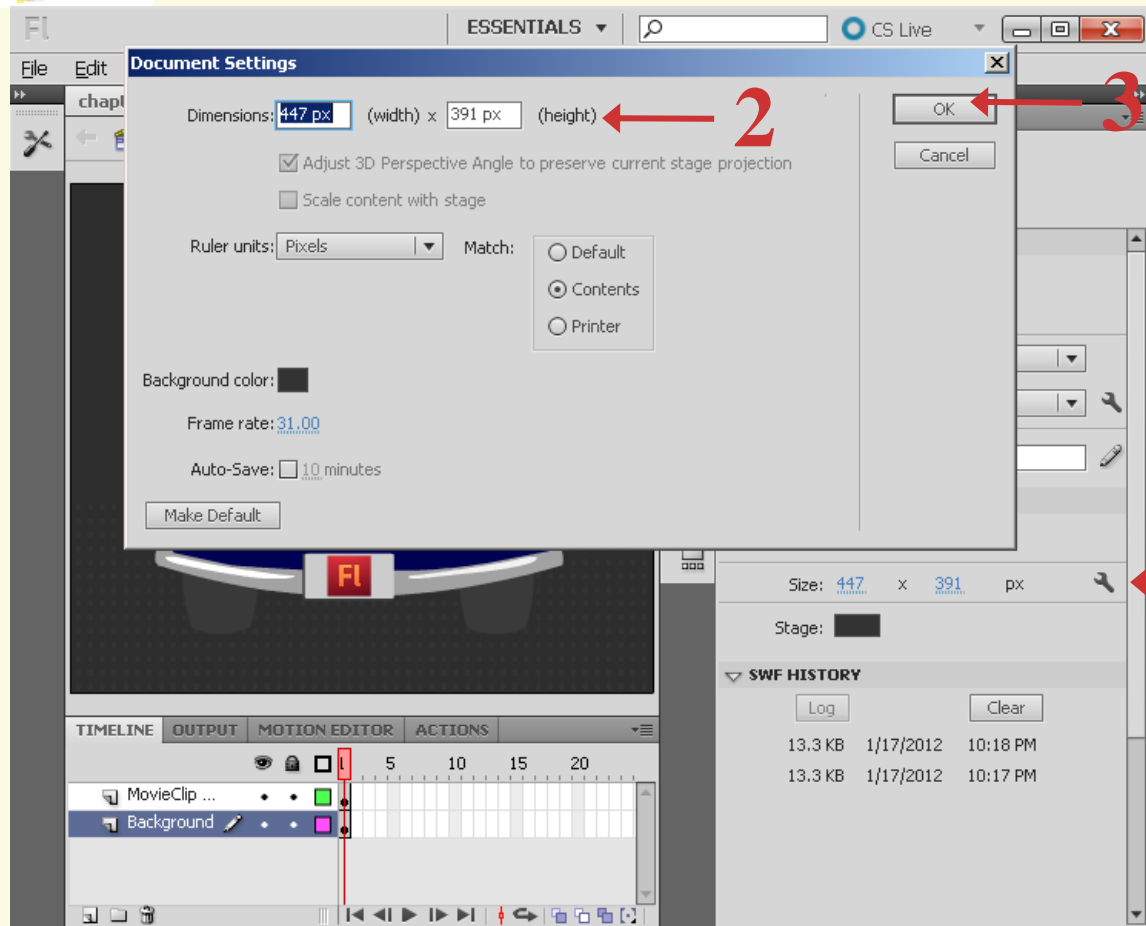 Fl ESSENTIALS CS Live
File Edit
Document Settings
chapt
Dimensions: 447 px (width) x 391 px (height) 2
OK 3
Cancel
Adjust 3D Perspective Angle to preserve current stage projection
Scale content with stage
Ruler units: Pixels Match:
Default
Contents
Printer
Background color:
Frame rate: 31.00
Auto-Save: 10 minutes
Make Default
Fl
Size: 447 x 391 px
Stage:
SWF HISTORY
Log Clear
13.3 KB 1/17/2012 10:18 PM
13.3 KB 1/17/2012 10:17 PM
TIMELINE OUTPUT MOTION EDITOR ACTIONS
1 5 10 15 20
MovieClip ...
Background